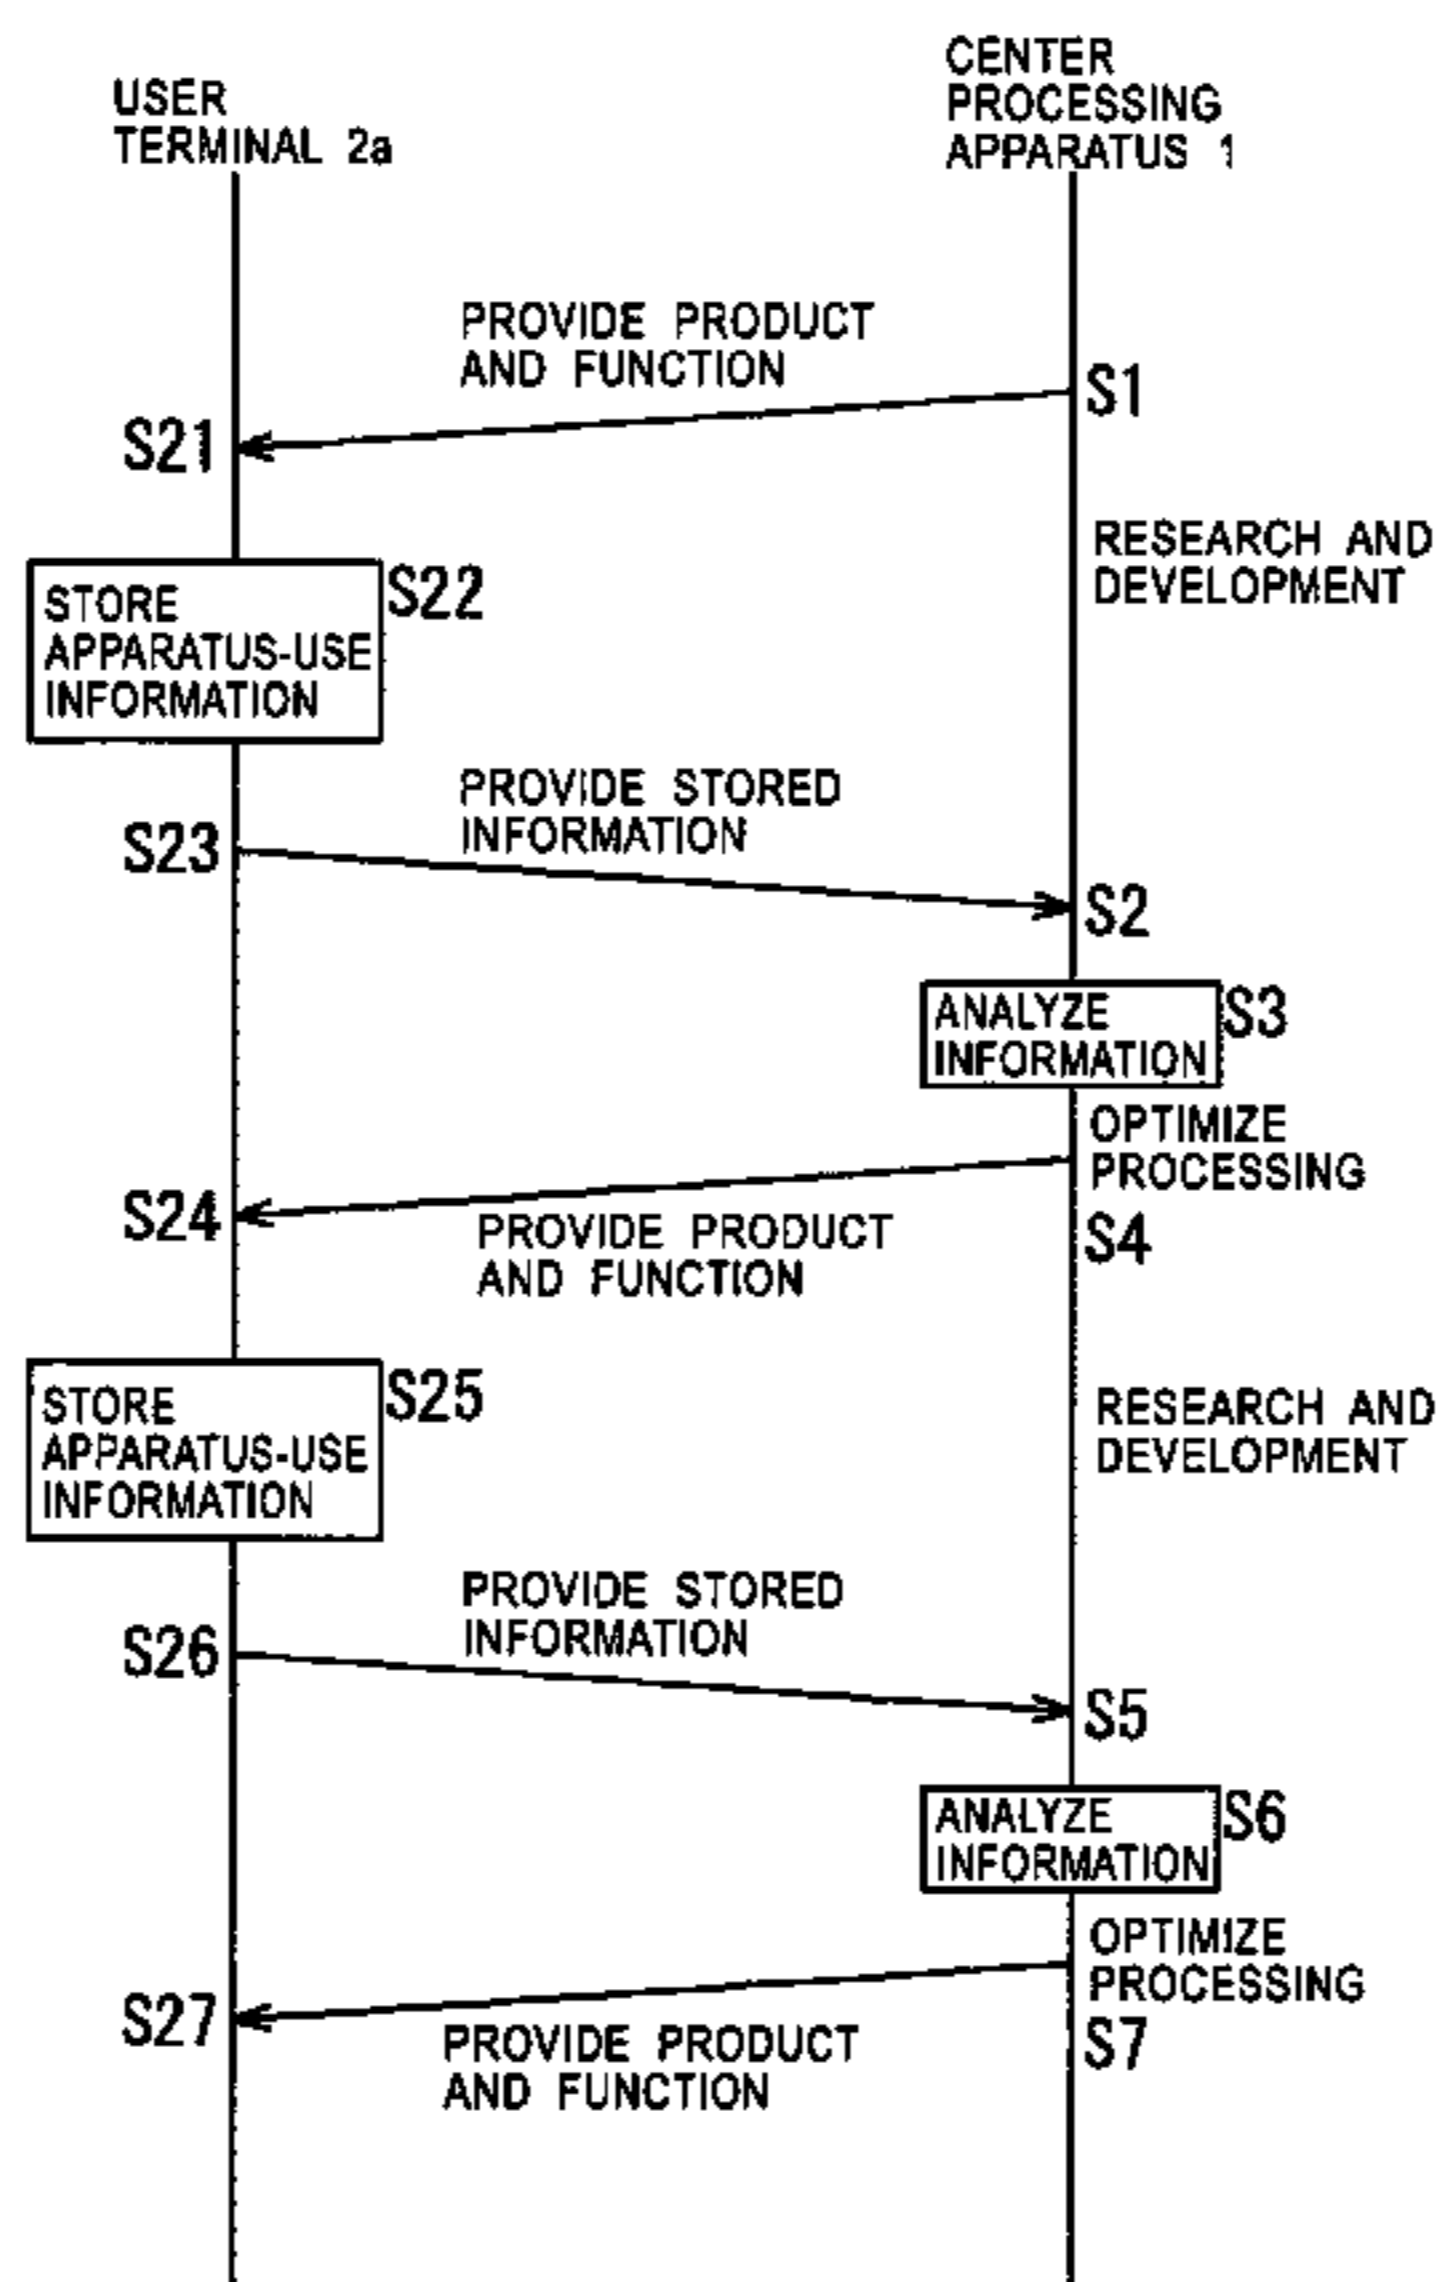 USER
TERMINAL 2a
CENTER
PROCESSING
APPARATUS 1
PROVIDE PRODUCT
AND FUNCTION
S1
S21
RESEARCH AND
DEVELOPMENT
STORE
APPARATUS-USE
INFORMATION
S22
PROVIDE STORED
INFORMATION
S23
S2
ANALYZE
INFORMATION
S3
OPTIMIZE
PROCESSING
S24
PROVIDE PRODUCT
AND FUNCTION
S4
STORE
APPARATUS-USE
INFORMATION
S25
RESEARCH AND
DEVELOPMENT
PROVIDE STORED
INFORMATION
S26
S5
ANALYZE
INFORMATION
S6
OPTIMIZE
PROCESSING
S27
PROVIDE PRODUCT
AND FUNCTION
S7